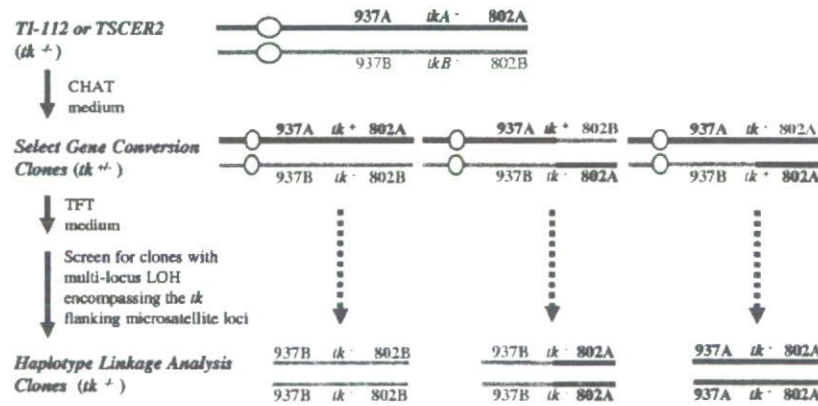 TI-112 or TSCER2
(tk -/-)
937A tkA - 802A
937B tkB - 802B
CHAT
medium
Select Gene Conversion
Clones (tk +/-)
937A tk + 802A
937B tk - 802B
937A tk + 802B
937B tk - 802A
937A tk - 802A
937B tk + 802A
TFT
medium
Screen for clones with
multi-locus LOH
encompassing the tk
flanking microsatellite loci
Haplotype Linkage Analysis
Clones (tk -/-)
937B tk - 802B
937B tk - 802B
937B tk - 802A
937B tk - 802A
937A tk - 802A
937A tk - 802A